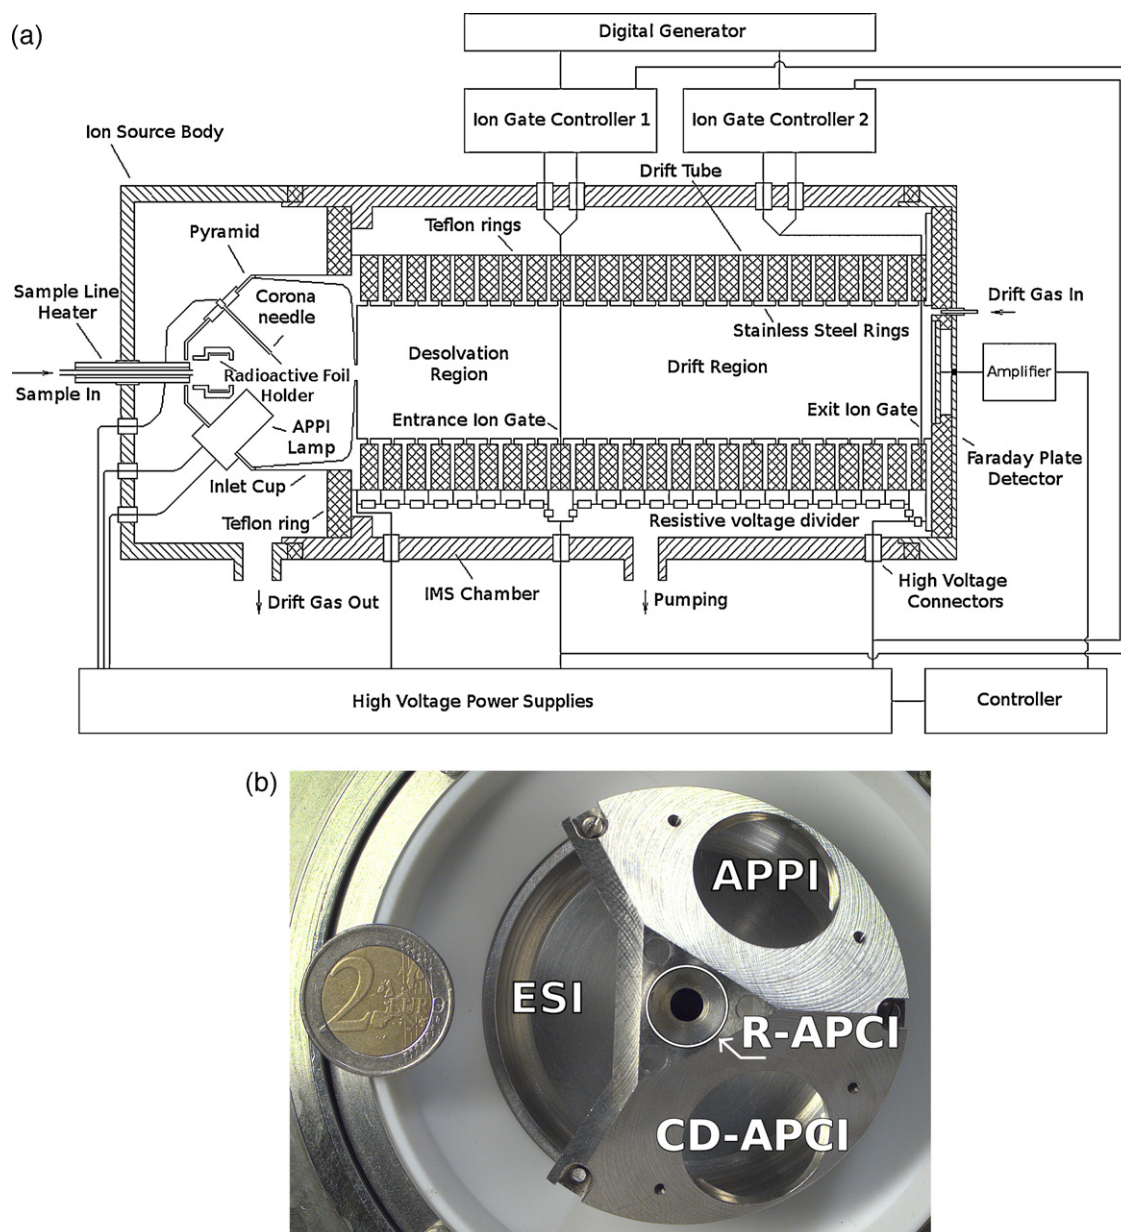 (a)
Digital Generator
Ion Gate Controller 1
Ion Gate Controller 2
Ion Source Body
Drift Tube
Teflon rings
Pyramid
Sample Line
Heater
Corona
needle
Drift Gas In
Stainless Steel Rings
Desolvation
Region
Drift Region
Radioactive Foil
Holder
Amplifier
Sample In
APPI
Lamp
Entrance Ion Gate
Exit Ion Gate
Faraday Plate
Detector
Inlet Cup
Teflon ring
Resistive voltage divider
High Voltage
Connectors
Drift Gas Out
IMS Chamber
Pumping
High Voltage Power Supplies
Controller
(b)
APPI
2
EURO
ESI
R-APCI
CD-APCI